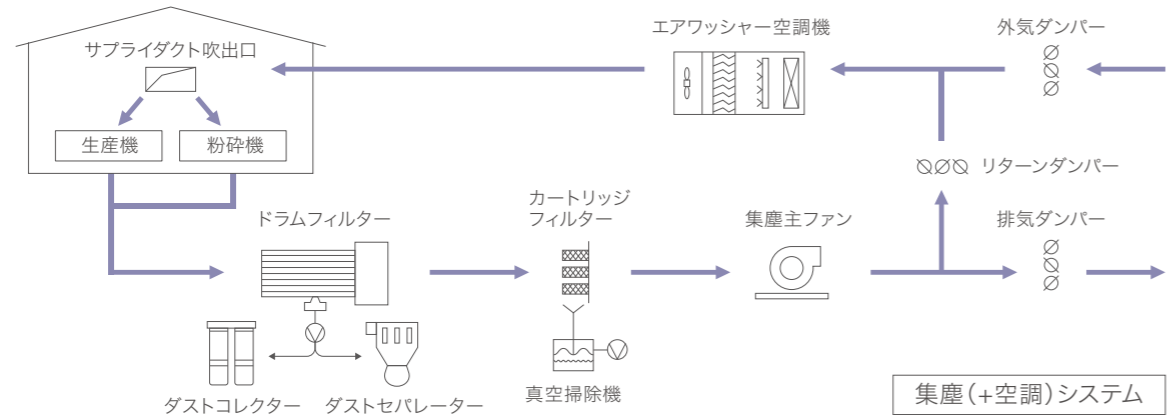 エアワッシャー空調機
外気ダンパー
サプライダクト吹出口
生産機
粉砕機
リターンダンパー
ドラムフィルター
カートリッジ
フィルター
集塵主ファン
排気ダンパー
ダストコレクター
ダストセパレーター
真空掃除機
集塵(+空調)システム